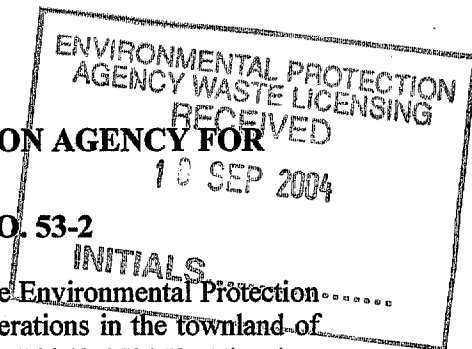 ENVIRONMENTAL PROTECTION
AGENCY WASTE LICENSING
RECEIVED
10 SEP 2004
INITIALS
ON AGENCY FOR
O. 53-2
e Environmental Protection
erations in the townland of